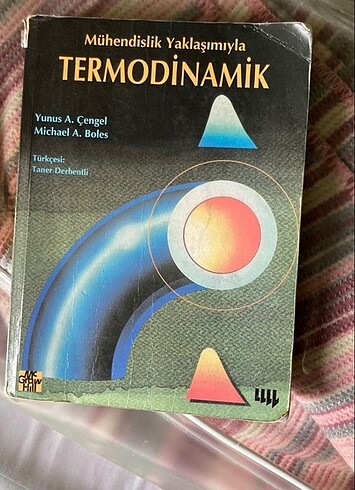 Mühendislik Yaklaşımıyla
TERMODİNAMİK
Yunus A. Çengel
Michael A. Boles
Türkçesi:
Taner Derbentli
Mc
Graw
Hill